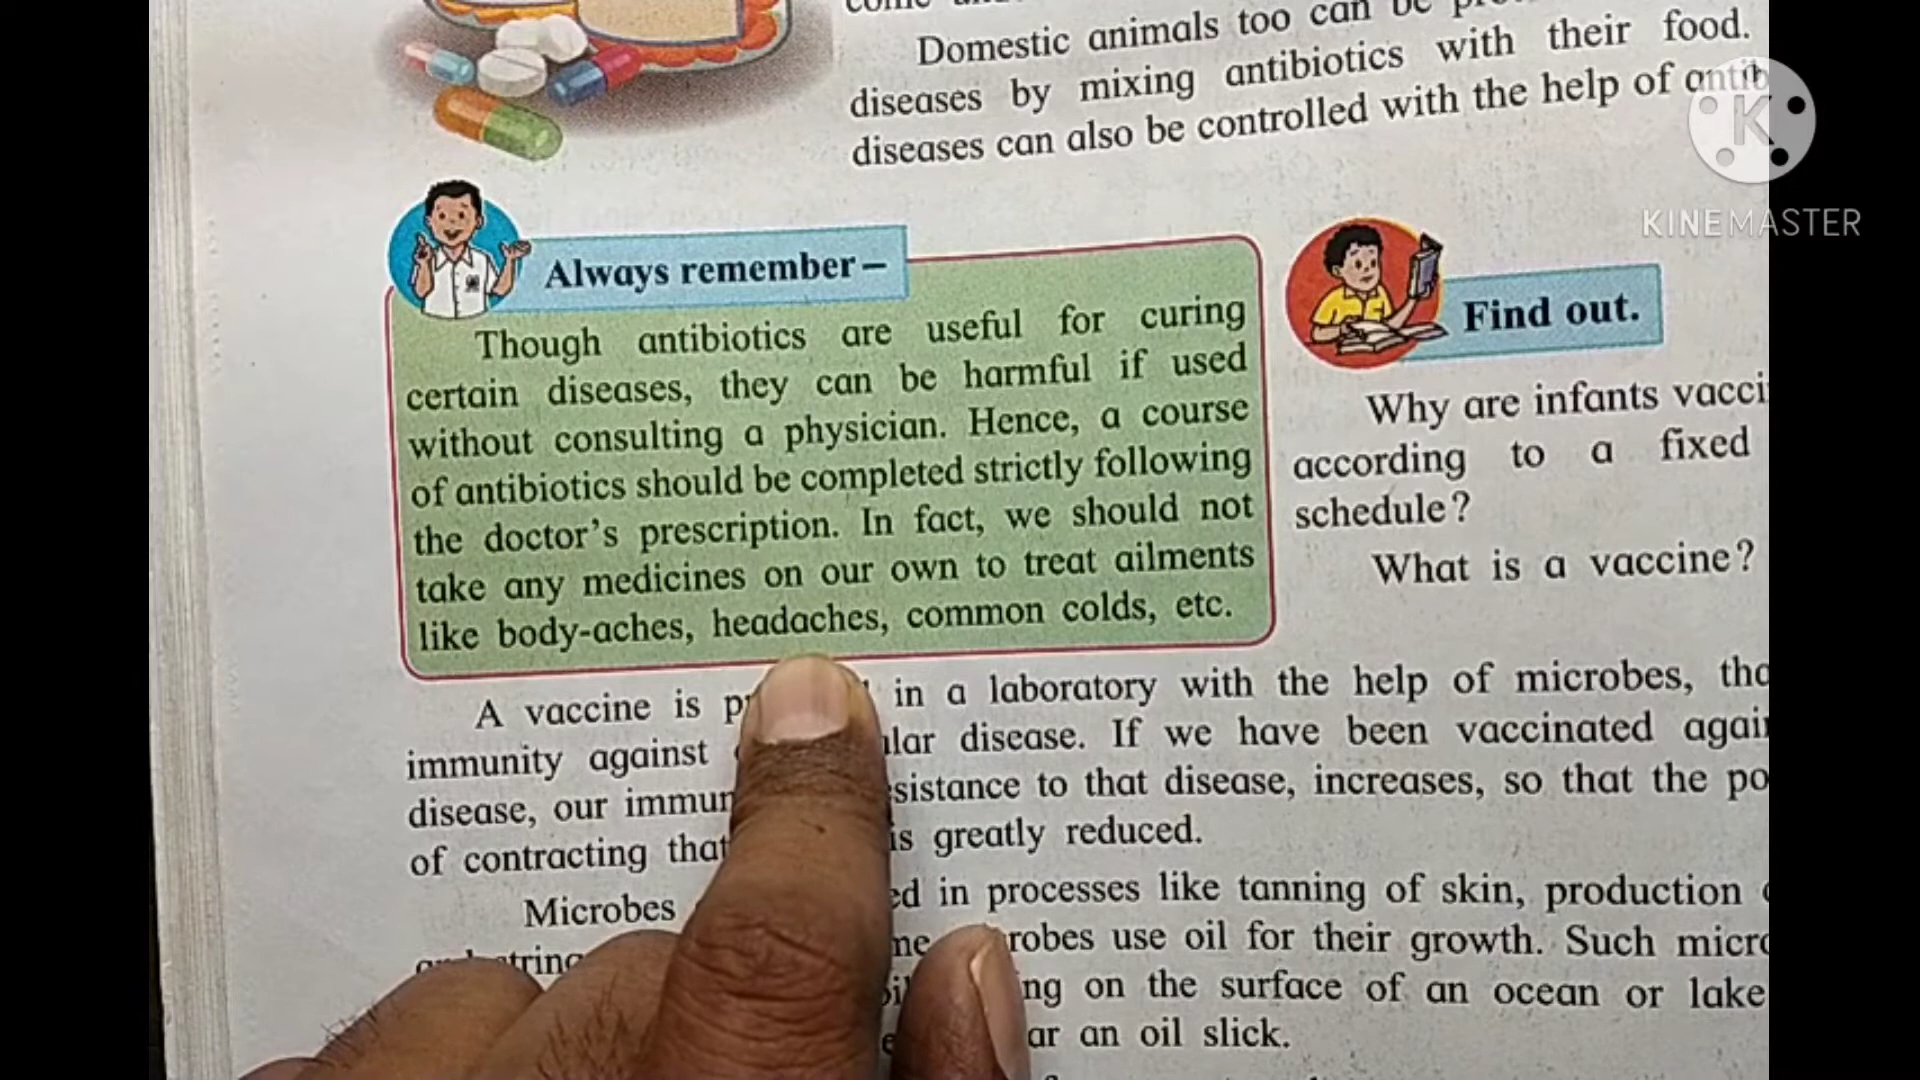 Domestic animals too can be
diseases by mixing antibiotics with their food.
diseases can also be controlled with the help of
KINEMASTER
Always remember –
Though antibiotics are useful for curing
certain diseases, they can be harmful if used
without consulting a physician. Hence, a course
of antibiotics should be completed strictly following
the doctor's prescription. In fact, we should not
take any medicines on our own to treat ailments
like body-aches, headaches, common colds, etc.
Find out.
Why are infants
according to a fixed
schedule?
What is a vaccine?
A vaccine is in a laboratory with the help of microbes,
immunity against disease. If we have been vaccinated
disease, our to that disease, increases, so that the
of contracting that is greatly reduced.
Microbes in processes like tanning of skin, production
use oil for their growth. Such
on the surface of an ocean or lake
an oil slick.